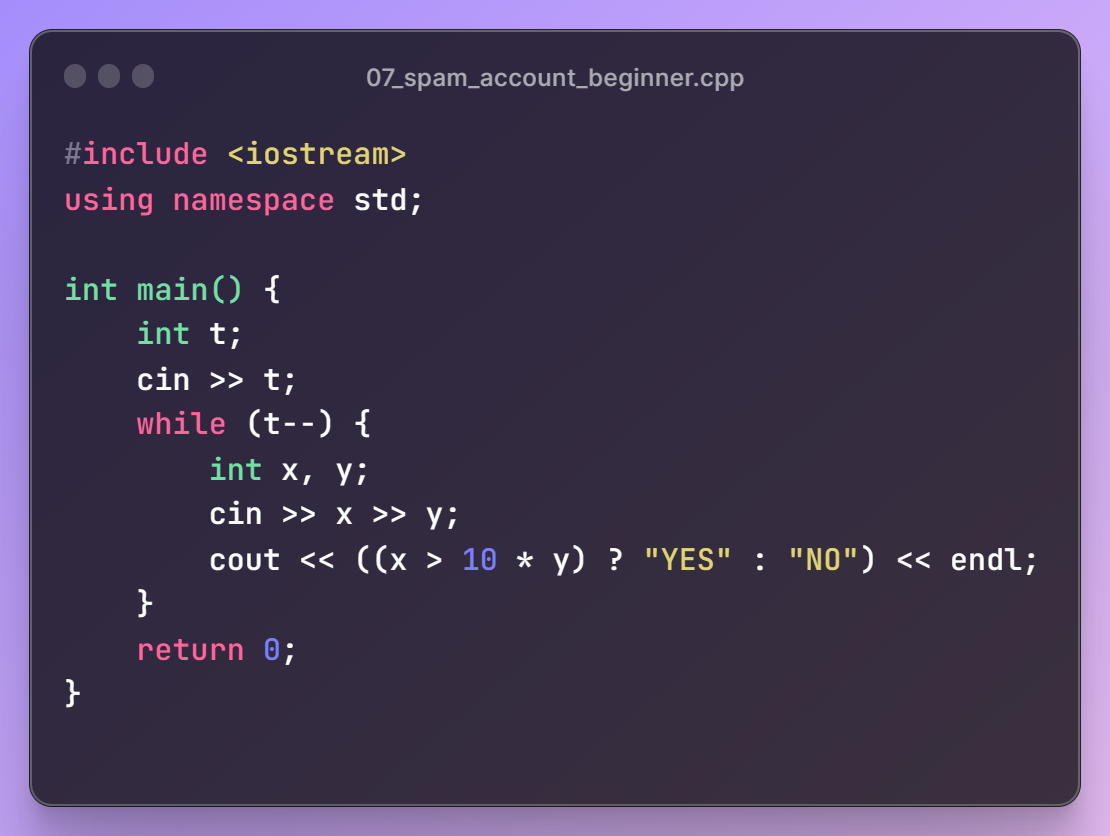 07_spam_account_beginner.cpp
#include <iostream>
using namespace std;

int main() {
    int t;
    cin >> t;
    while (t--) {
        int x, y;
        cin >> x >> y;
        cout << ((x > 10 * y) ? "YES" : "NO") << endl;
    }
    return 0;
}